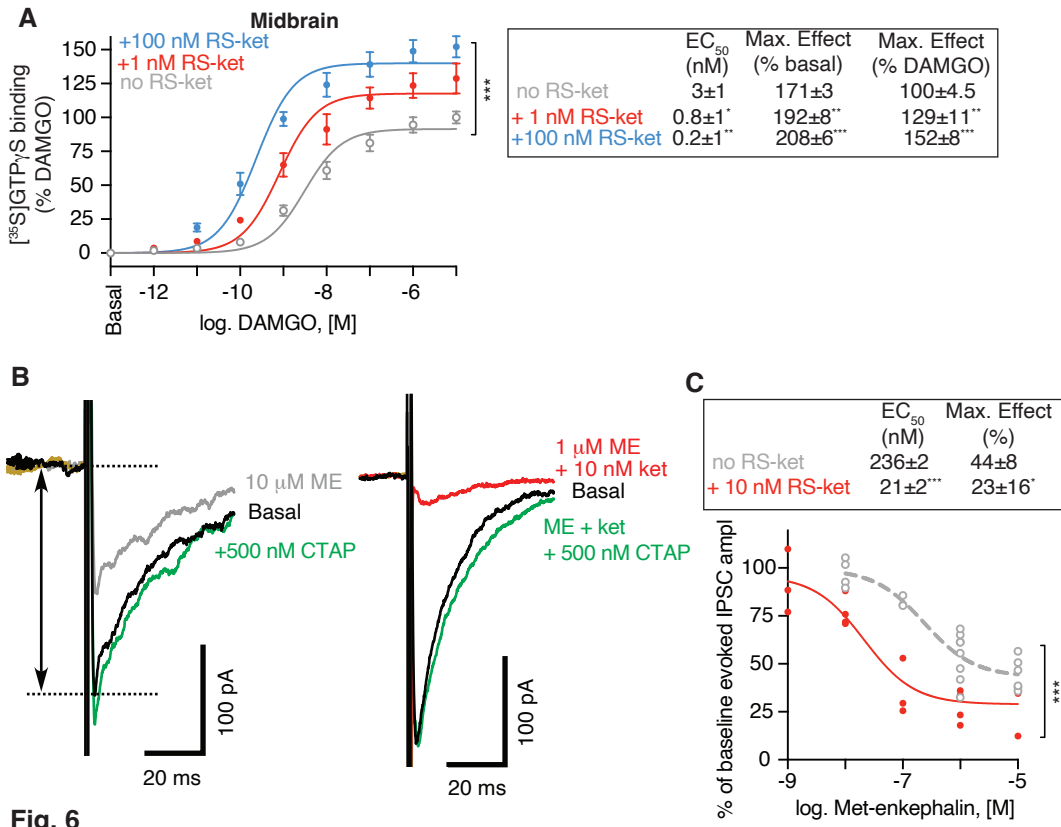 A
Midbrain
+100 nM RS-ket
+1 nM RS-ket
no RS-ket
[³⁵S]GTPγS binding
(% DAMGO)
150
125
100
75
50
25
0
Basal
-12
-10
-8
-6
log. DAMGO, [M]
***
EC₅₀ Max. Effect Max. Effect
(nM) (% basal) (% DAMGO)
no RS-ket 3±1 171±3 100±4.5
+ 1 nM RS-ket 0.8±1* 192±8** 129±11**
+100 nM RS-ket 0.2±1** 208±6*** 152±8***
B
10 µM ME
Basal
+500 nM CTAP
100 pA
20 ms
1 µM ME
+ 10 nM ket
Basal
ME + ket
+ 500 nM CTAP
100 pA
20 ms
C
EC₅₀ Max. Effect
(nM) (%)
no RS-ket 236±2 44±8
+ 10 nM RS-ket 21±2*** 23±16*
% of baseline evoked IPSC ampl
100
75
50
25
0
-9
-7
-5
log. Met-enkephalin, [M]
***
Fig. 6